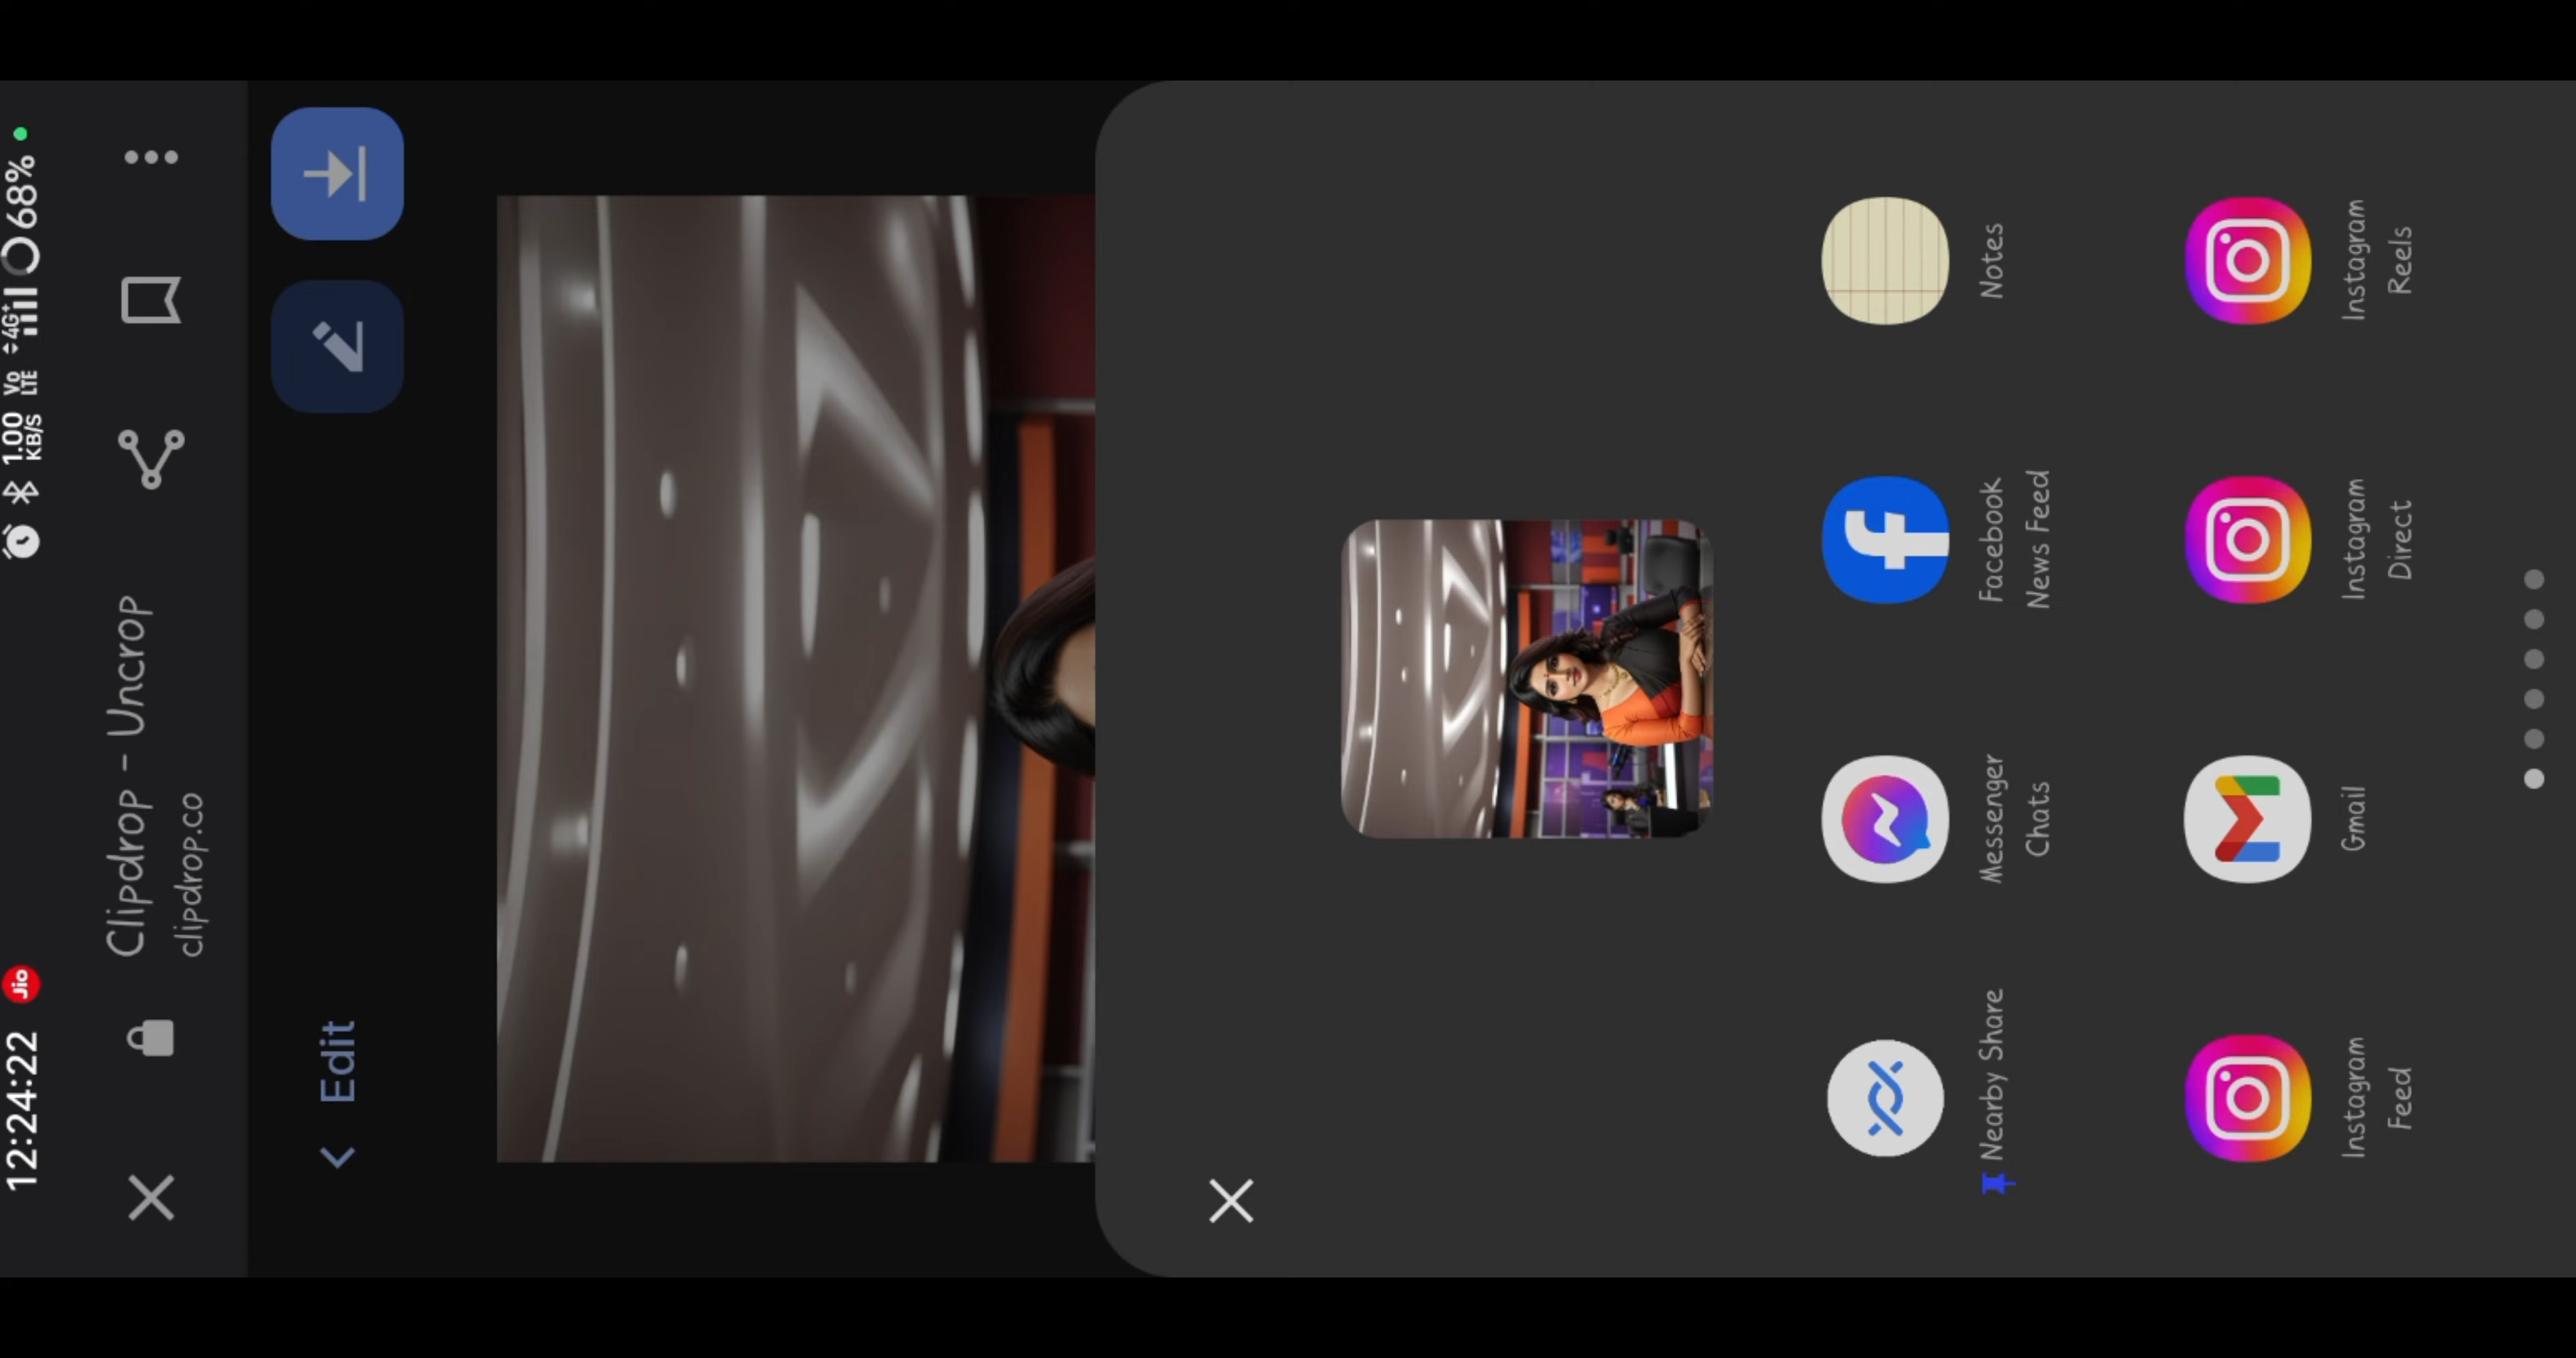 12:24:22 Jio 1.00 KB/S Vo LTE 4G+ 68%
Clipdrop - Uncrop
clipdrop.co
Edit
Nearby Share
Messenger
Chats
Facebook
News Feed
Notes
Instagram
Feed
Gmail
Instagram
Direct
Instagram
Reels